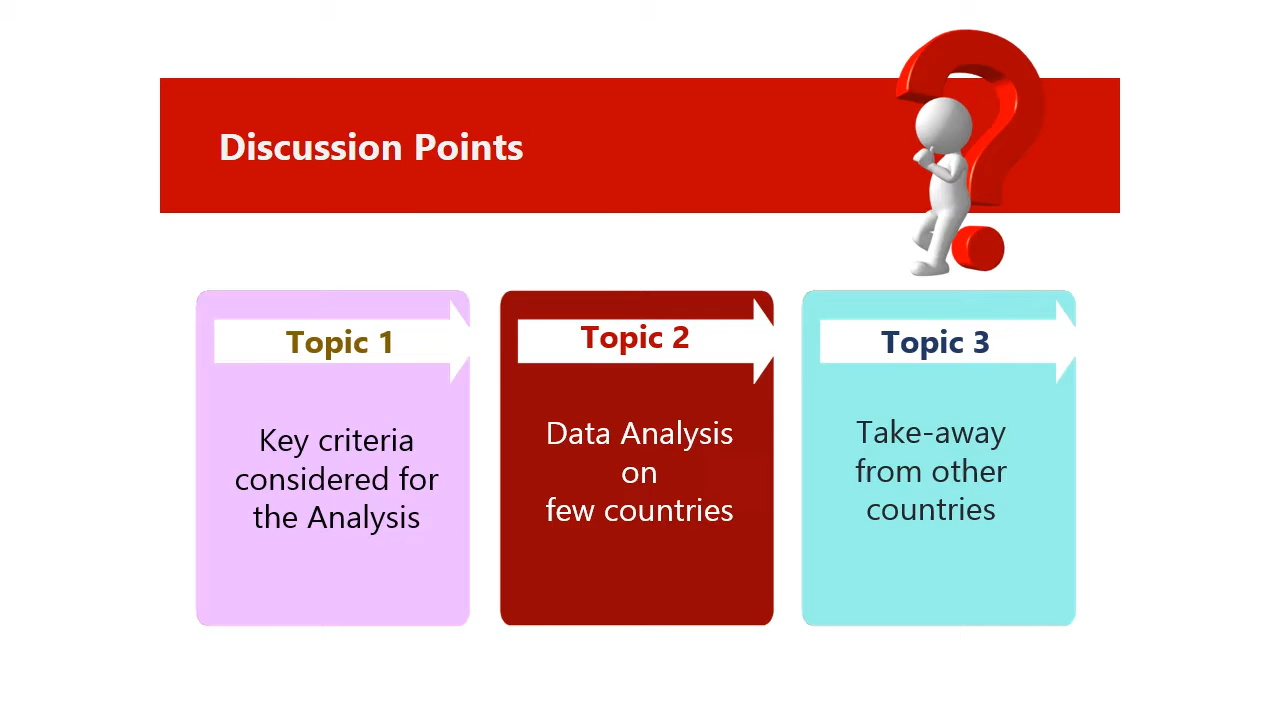 Discussion Points
Topic 1
Key criteria
considered for
the Analysis
Topic 2
Data Analysis
on
few countries
Topic 3
Take-away
from other
countries